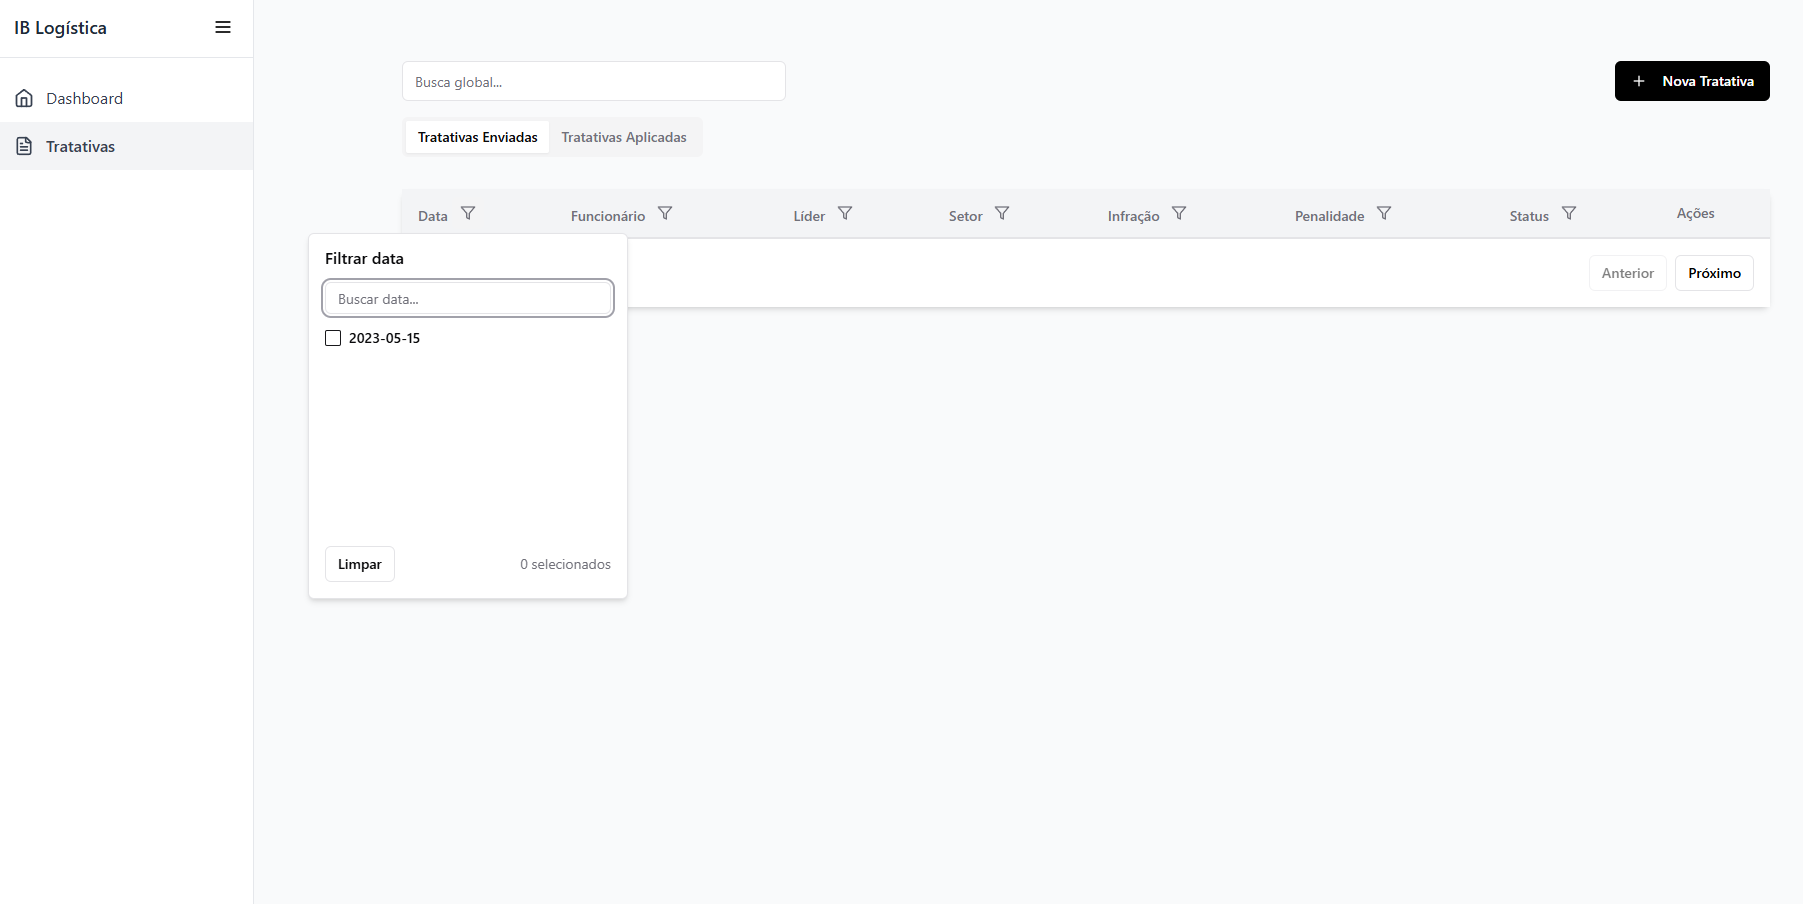 IB Logística
Dashboard
Tratativas
Busca global...
Nova Tratativa
Tratativas Enviadas
Tratativas Aplicadas
Data
Funcionário
Líder
Setor
Infração
Penalidade
Status
Ações
Anterior
Próximo
Filtrar data
Buscar data...
2023-05-15
Limpar
0 selecionados